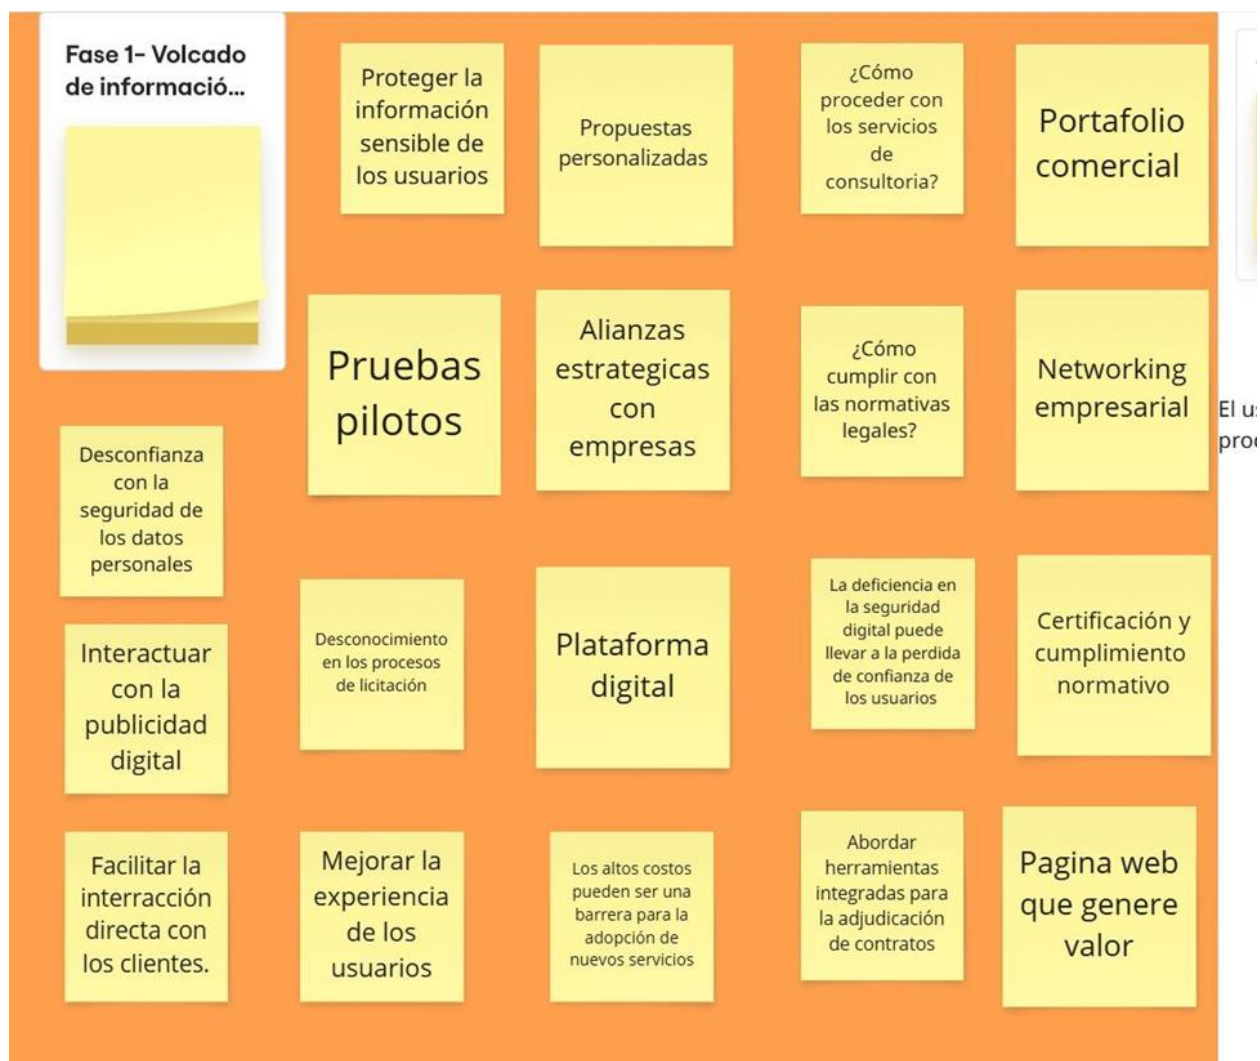 Fase 1- Volcado
de informació...
Proteger la
información
sensible de
los usuarios
Propuestas
personalizadas
¿Cómo
proceder con
los servicios
de
consultoria?
Portafolio
comercial
Pruebas
pilotos
Alianzas
estrategicas
con
empresas
¿Cómo
cumplir con
las normativas
legales?
Networking
empresarial
El
Desconfianza
con la
seguridad de
los datos
personales
Desconocimiento
en los procesos
de licitación
Plataforma
digital
La deficiencia en
la seguridad
digital puede
llevar a la perdida
de confianza de
los usuarios
Certificación y
cumplimiento
normativo
Interactuar
con la
publicidad
digital
Facilitar la
interracción
directa con
los clientes.
Mejorar la
experiencia
de los
usuarios
Los altos costos
pueden ser una
barrera para la
adopción de
nuevos servicios
Abordar
herramientas
integradas para
la adjudicación
de contratos
Pagina web
que genere
valor